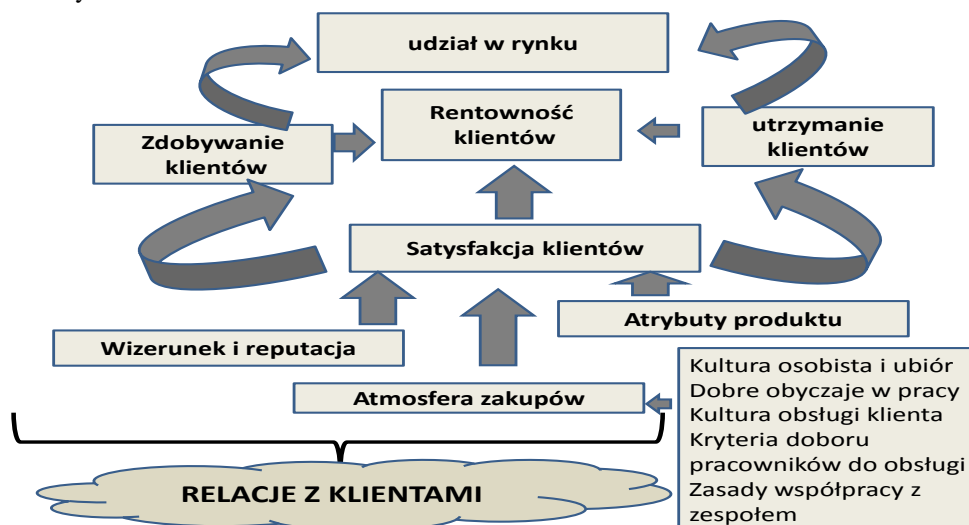 udział w rynku
Rentowność
klientów
Zdobywanie
klientów
utrzymanie
klientów
Satysfakcja klientów
Atrybuty produktu
Wizerunek i reputacja
Atmosfera zakupów
Kultura osobista i ubiór
Dobre obyczaje w pracy
Kultura obsługi klienta
Kryteria doboru
pracowników do obsługi
Zasady współpracy z
zespołem
RELACJE Z KLIENTAMI